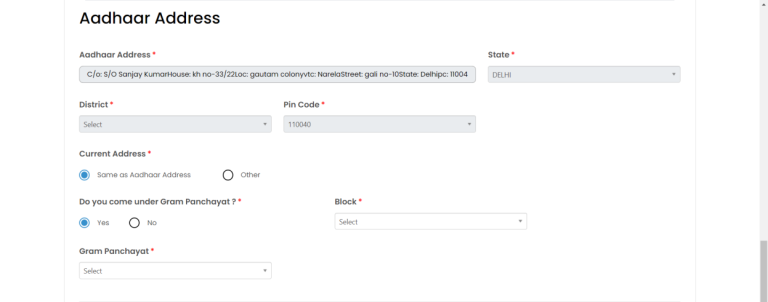 Aadhaar Address
Aadhaar Address * State *
C/o: S/O Sanjay KumarHouse: kh no-33/22Loc: gautam colonyvtc: NarelaStreet: gali no-10State: Delhipc: 11004 DELHI
District * Pin Code *
Select 110040
Current Address *
Same as Aadhaar Address Other
Do you come under Gram Panchayat ? * Block *
Yes No Select
Gram Panchayat *
Select